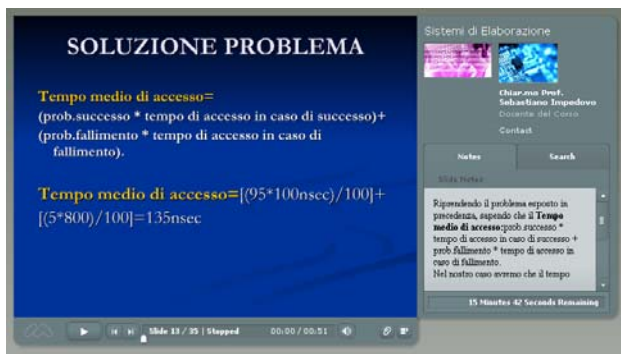 SOLUZIONE PROBLEMA
Tempo medio di accesso=
(prob.successo * tempo di accesso in caso di successo)+
(prob.fallimento * tempo di accesso in caso di
fallimento).
Tempo medio di accesso=[(95*100nsec)/100]+
[(5*800)/100]=135nsec
Sistemi di Elaborazione
Chiar.mo Prof.
Sebastiano Impedovo
Docente del Corso
Contact
Notes
Search
Slide Notes
Riprendendo il problema esposto in
precedenza, sapendo che il Tempo
medio di accesso:prob.successo *
tempo di accesso in caso di successo +
prob.fallimento * tempo di accesso in
caso di fallimento.
Nel nostro caso avremo che il tempo
15 Minutes 42 Seconds Remaining
Slide 13 / 35 | Stopped
00:00 / 00:51